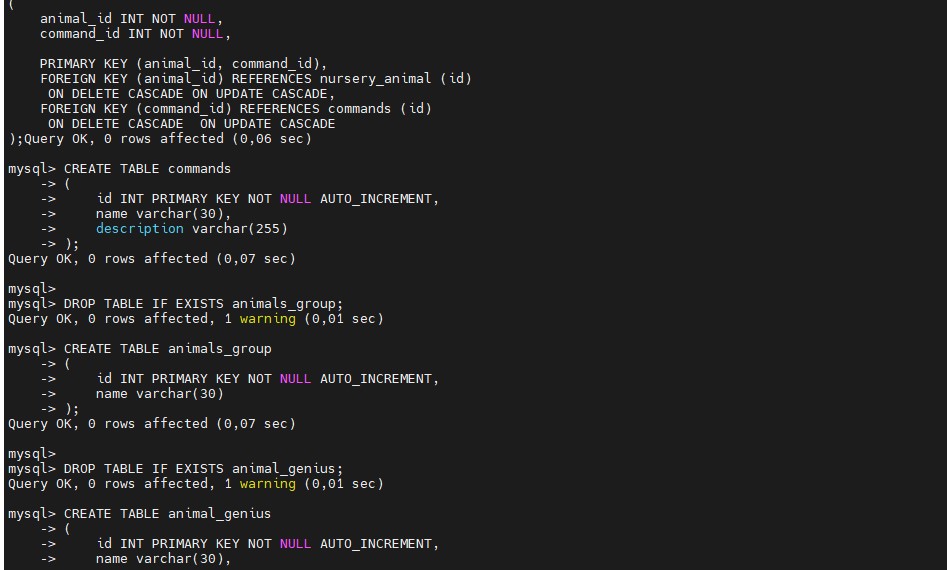 (
    animal_id INT NOT NULL,
    command_id INT NOT NULL,

    PRIMARY KEY (animal_id, command_id),
    FOREIGN KEY (animal_id) REFERENCES nursery_animal (id)
     ON DELETE CASCADE ON UPDATE CASCADE,
    FOREIGN KEY (command_id) REFERENCES commands (id)
     ON DELETE CASCADE  ON UPDATE CASCADE
);Query OK, 0 rows affected (0,06 sec)

mysql> CREATE TABLE commands
    -> (
    ->     id INT PRIMARY KEY NOT NULL AUTO_INCREMENT,
    ->     name varchar(30),
    ->     description varchar(255)
    -> );
Query OK, 0 rows affected (0,07 sec)

mysql>
mysql> DROP TABLE IF EXISTS animals_group;
Query OK, 0 rows affected, 1 warning (0,01 sec)

mysql> CREATE TABLE animals_group
    -> (
    ->     id INT PRIMARY KEY NOT NULL AUTO_INCREMENT,
    ->     name varchar(30)
    -> );
Query OK, 0 rows affected (0,07 sec)

mysql>
mysql> DROP TABLE IF EXISTS animal_genius;
Query OK, 0 rows affected, 1 warning (0,01 sec)

mysql> CREATE TABLE animal_genius
    -> (
    ->     id INT PRIMARY KEY NOT NULL AUTO_INCREMENT,
    ->     name varchar(30),